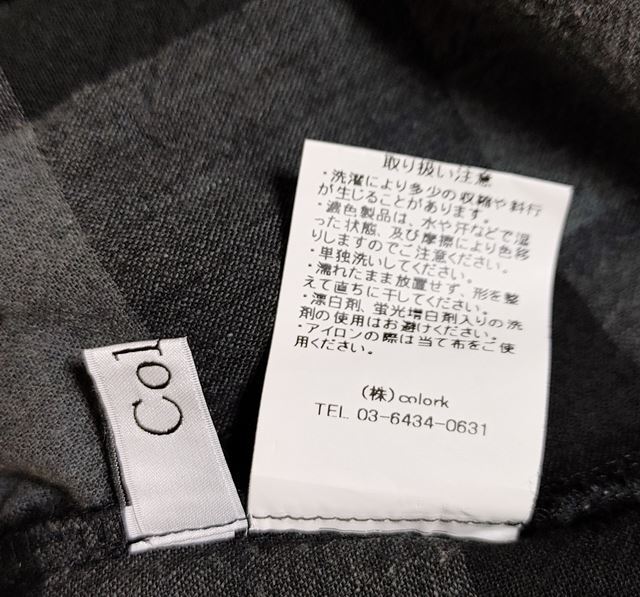 取り扱い注意
・洗濯により多少の収縮や斜行
が生じることがあります。
・濃色製品は、水や汗などで湿
った状態、及び摩擦により色移
りしますのでご注意ください。
・単独洗いしてください。
・濡れたまま放置せず、形を整
えて直ちに干してください。
・漂白剤、蛍光増白剤入りの洗
剤の使用はお避けください。
・アイロンの際は当て布をご使
用ください。
(株)colork
TEL. 03-6434-0631
Col